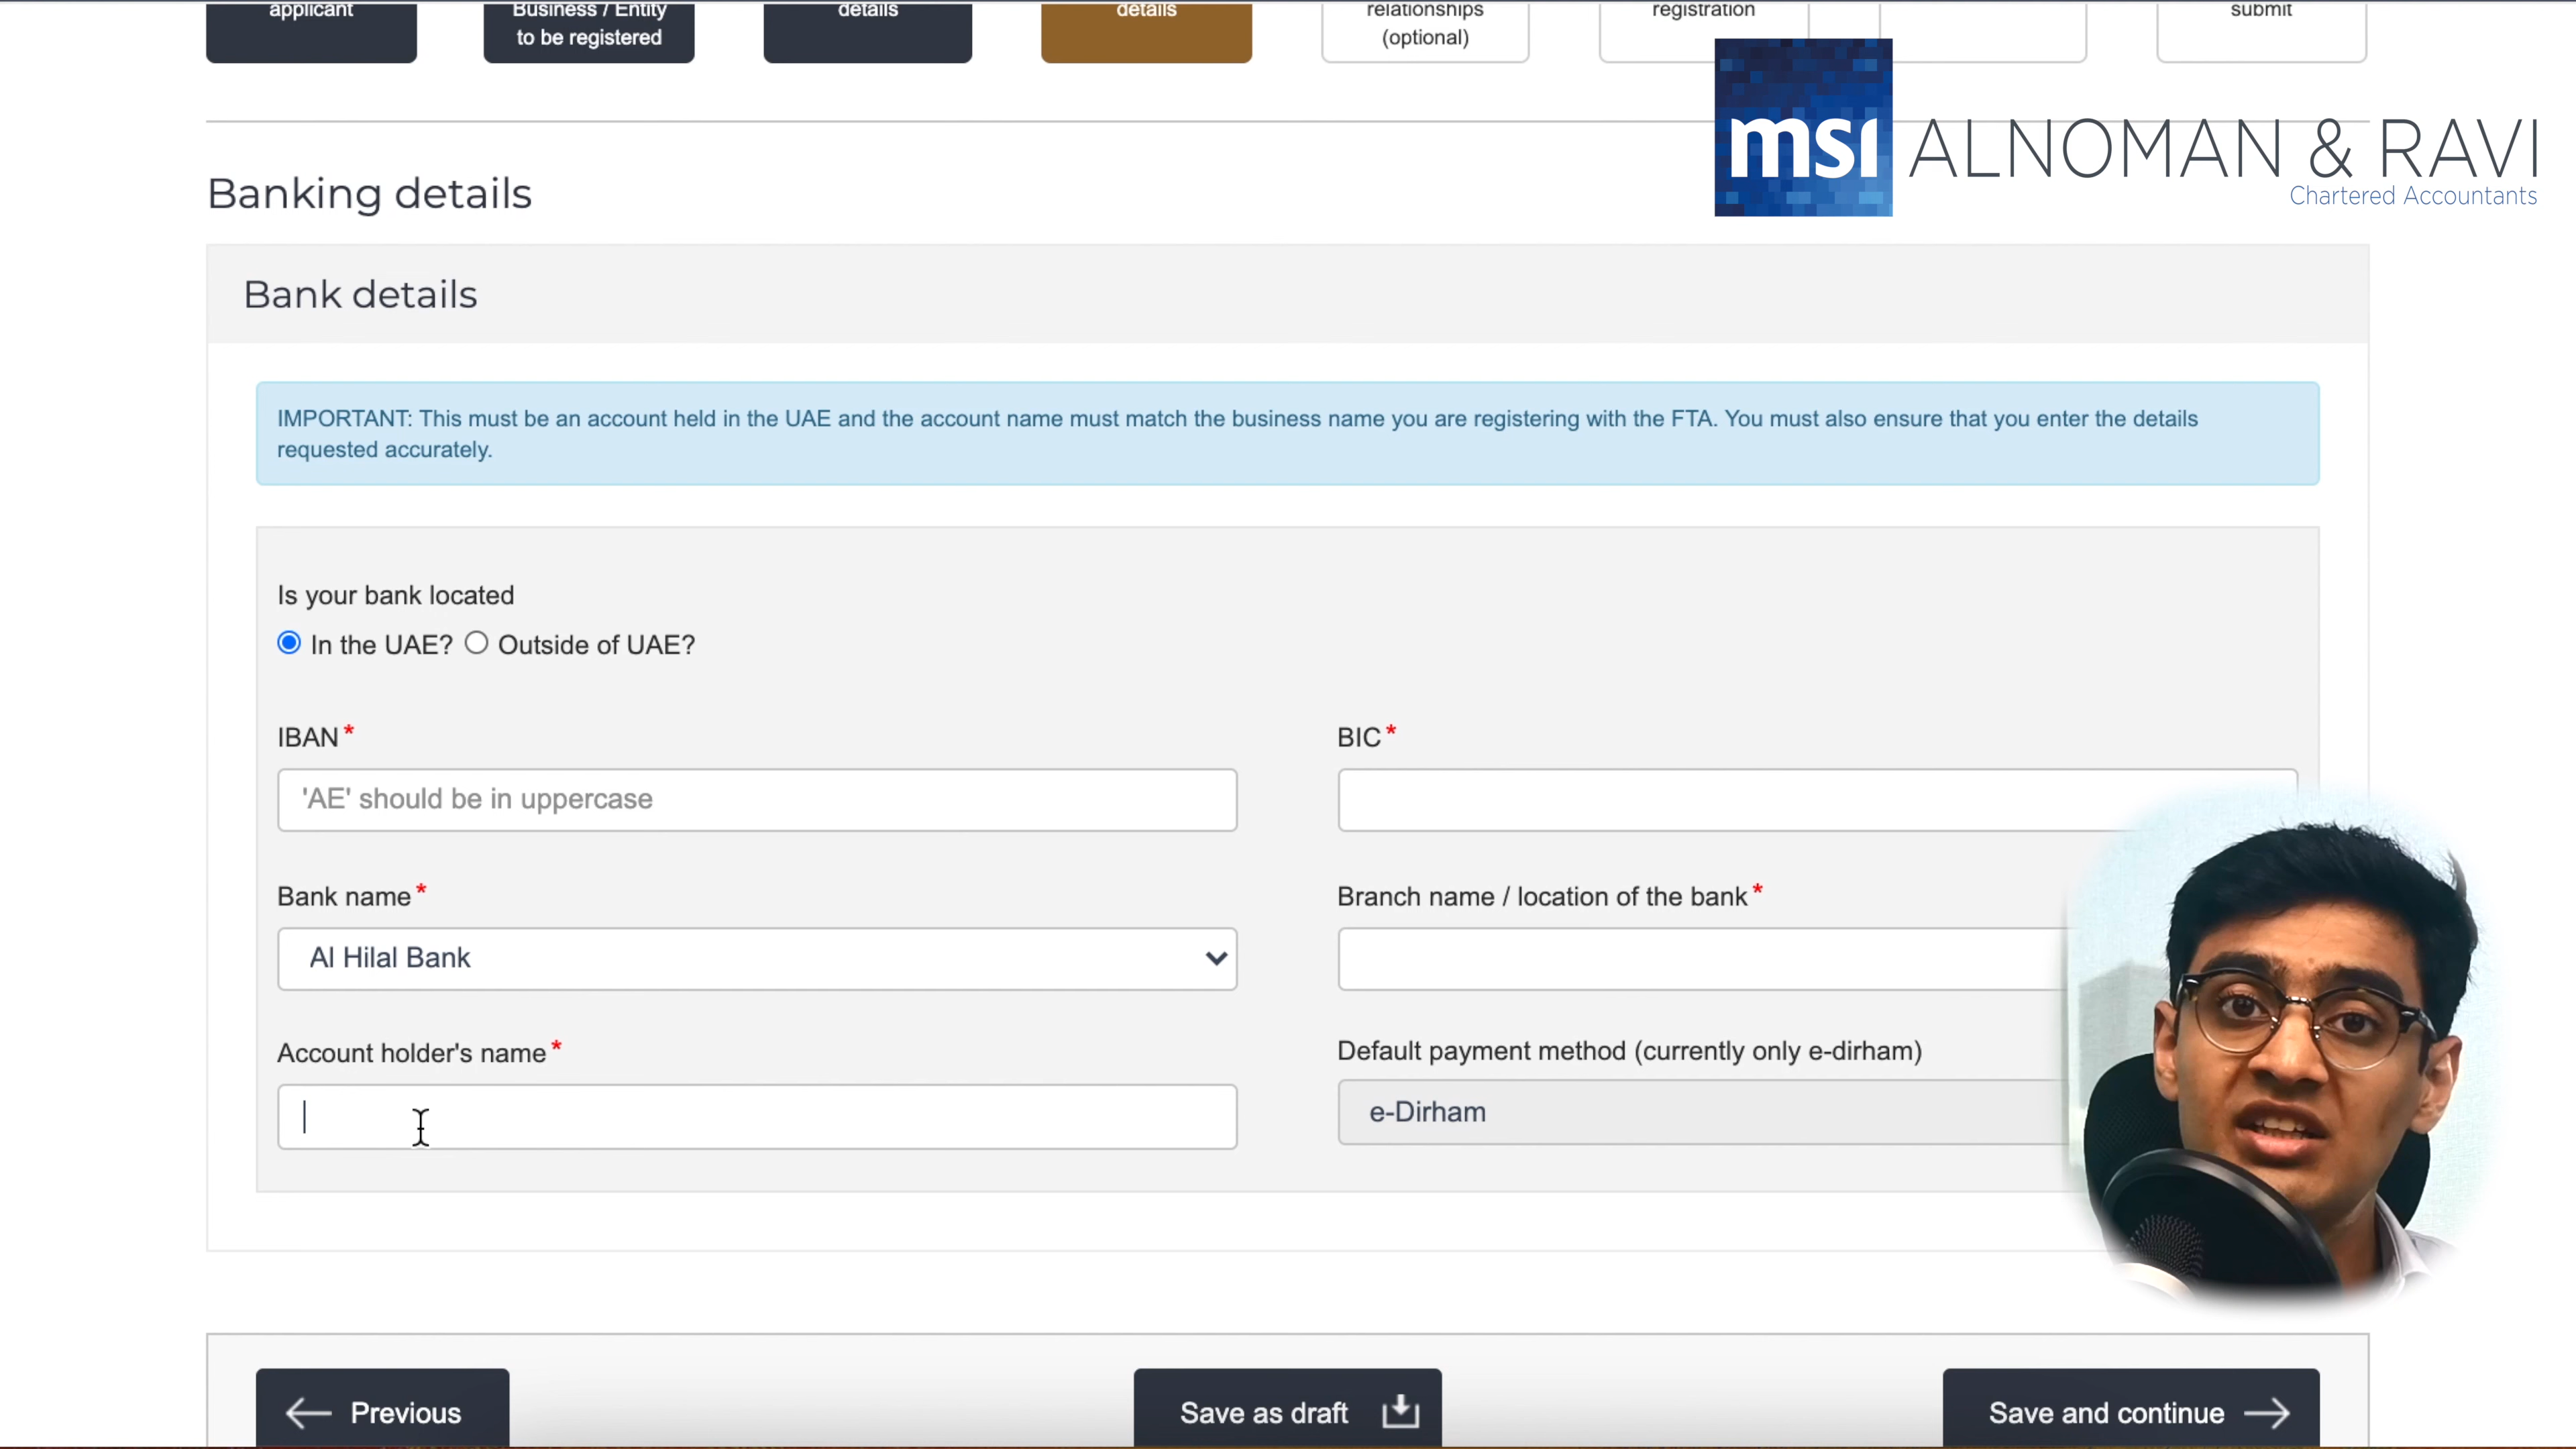 applicant
Business / Entity
to be registered
details
details
relationships
(optional)
registration
submit
msi ALNOMAN & RAVI
Chartered Accountants
Banking details
Bank details
IMPORTANT: This must be an account held in the UAE and the account name must match the business name you are registering with the FTA. You must also ensure that you enter the details
requested accurately.
Is your bank located
In the UAE? Outside of UAE?
IBAN *
BIC *
'AE' should be in uppercase
Bank name *
Branch name / location of the bank *
Al Hilal Bank
Account holder's name *
Default payment method (currently only e-dirham)
e-Dirham
Previous
Save as draft
Save and continue